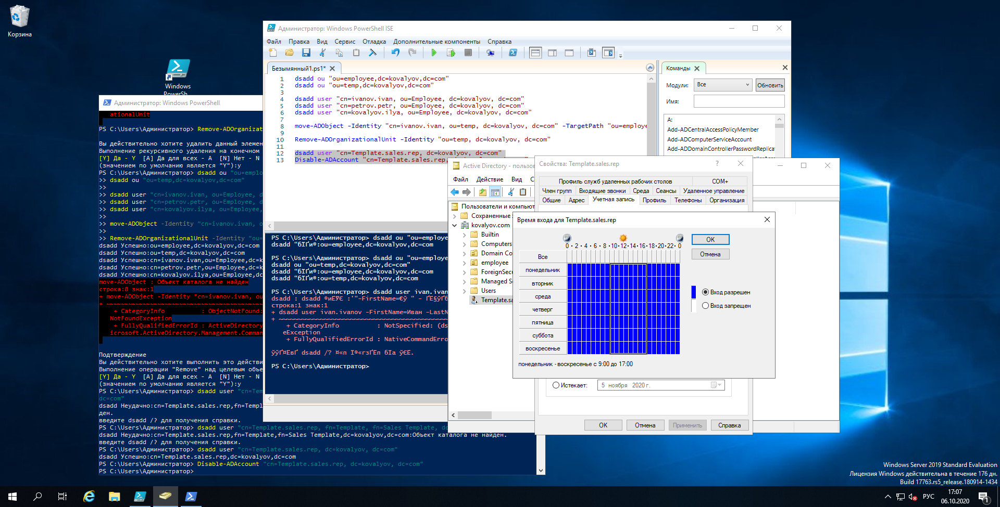 Корзина
Windows
PowerSh...
Администратор: Windows PowerShell ISE
Файл Правка Вид Сервис Отладка Дополнительные компоненты Справка
Безымянный1.ps1*
1 dsadd ou "ou=employee,dc=kovalyov,dc=com"
2 dsadd ou "ou=temp,dc=kovalyov,dc=com"
3
4 dsadd user "cn=ivanov.ivan, ou=Employee, dc=kovalyov, dc=com"
5 dsadd user "cn=petrov.petr, ou=Employee, dc=kovalyov, dc=com"
6 dsadd user "cn=kovalyov.ilya, ou=Employee, dc=kovalyov, dc=com"
7
8 move-ADObject -Identity "cn=ivanov.ivan, ou=temp, dc=kovalyov, dc=com" -TargetPath "ou=employe
9
10 Remove-ADOrganizationalUnit -Identity "ou=temp, dc=kovalyov, dc=com"
11
12 dsadd user "cn=Template.sales.rep, dc=kovalyov, dc=com"
13 Disable-ADAccount "cn=Template.sales.rep,
Команды
Модули: Все Обновить
Имя:
A:
Add-ADCentralAccessPolicyMember
Add-ADComputerServiceAccount
Add-ADDomainControllerPasswordReplicat
PS C:\Users\Администратор> dsadd ou "ou=employe
dsadd “бЇҐи®:ou=employee,dc=kovalyov,dc=com
PS C:\Users\Администратор> dsadd ou "ou=employe
dsadd ou "ou=temp,dc=kovalyov,dc=com"
dsadd “бЇҐи®:ou=employee,dc=kovalyov,dc=com
dsadd “бЇҐи®:ou=temp,dc=kovalyov,dc=com
PS C:\Users\Администратор> dsadd user ivan.ivan
строка:1 знак:1
+ dsadd user ivan.ivanov -FirstName=Иван -LastN
+ CategoryInfo : NotSpecified: (ds
eException
+ FullyQualifiedErrorId : NativeCommandErro
PS C:\Users\Администратор>
Администратор: Windows PowerShell
ationalUnit
PS C:\Users\Администратор> Remove-ADOrganizat
Вы действительно хотите удалить данный элемен
Выполнение рекурсивного удаления на конечном
[Y] Да - Y [A] Да для всех - A [N] Нет - N
(значением по умолчанию является "Y"):y
PS C:\Users\Администратор> dsadd ou "ou=emplo
>> dsadd ou "ou=temp,dc=kovalyov,dc=com"
>>
>> dsadd user "cn=ivanov.ivan, ou=Employee, d
>> dsadd user "cn=petrov.petr, ou=Employee, d
>> dsadd user "cn=kovalyov.ilya, ou=Employee,
>>
>> move-ADObject -Identity "cn=ivanov.ivan, o
>>
>> Remove-ADOrganizationalUnit -Identity "ou=
dsadd Успешно:ou=employee,dc=kovalyov,dc=com
dsadd Успешно:ou=temp,dc=kovalyov,dc=com
dsadd Успешно:cn=ivanov.ivan,ou=Employee,dc=k
dsadd Успешно:cn=petrov.petr,ou=Employee,dc=k
dsadd Успешно:cn=kovalyov.ilya,ou=Employee,dc
move-ADObject : Объект каталога не найден
строка:8 знак:1
+ move-ADObject -Identity "cn=ivanov.ivan, ou
+ CategoryInfo : ObjectNotFound:
NotFoundException
+ FullyQualifiedErrorId : ActiveDirectory
icrosoft.ActiveDirectory.Management.Comman
Подтверждение
Вы действительно хотите выполнить это действи
Выполнение операции "Remove" над целевым объе
[Y] Да - Y [A] Да для всех - A [N] Нет - N
(значением по умолчанию является "Y"):y
PS C:\Users\Администратор> dsadd user "cn=Tem
dc=com"
dsadd Неудачно:cn=Template.sales.rep,fn=Templ
ден.
введите dsadd /? для получения справки.
PS C:\Users\Администратор> dsadd user "cn=Template.sales.rep, fn=Template, fn=Sales Template, dc
dsadd Неудачно:cn=Template.sales.rep,fn=Template,fn=Sales Template,dc=kovalyov,dc=com:Объект каталога не найден.
введите dsadd /? для получения справки.
PS C:\Users\Администратор> dsadd user "cn=Template.sales.rep, dc=kovalyov, dc=com"
dsadd Успешно:cn=Template.sales.rep,dc=kovalyov,dc=com
PS C:\Users\Администратор> Disable-ADAccount "cn=Template.sales.rep, dc=kovalyov, dc=com"
PS C:\Users\Администратор>
Active Directory - пользов
Файл Действие Вид С
Пользователи и компьют
Сохраненные з
kovalyov.com
Builtin
Computers
Domain Co
employee
ForeignSecu
Managed Se
Users
Template.sa
Свойства: Template.sales.rep
Профиль служб удаленных рабочих столов COM+
Член групп Входящие звонки Среда Сеансы Удаленное управление
Общие Адрес Учетная запись Профиль Телефоны Организация
Время входа для Template.sales.rep
0 · 2 · 4 · 6 · 8 · 10 · 12 · 14 · 16 · 18 · 20 · 22 · 0
OK
Отмена
Все
понедельник
вторник
среда
четверг
пятница
суббота
воскресенье
Вход разрешен
Вход запрещен
понедельник - воскресенье с 9:00 до 17:00
Истекает: 5 ноября 2020 г.
OK Отмена Применить Справка
Windows Server 2019 Standard Evaluation
Лицензия Windows действительна в течение 176 дн.
Build 17763.rs5_release.180914-1434
РУС
17:07
06.10.2020
1